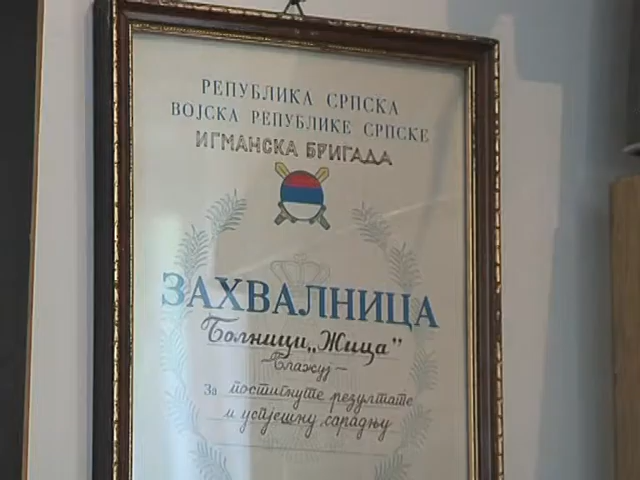 РЕПУБЛИКА СРПСКА
ВОЈСКА РЕПУБЛИКЕ СРПСКЕ
ИГМАНСКА БРИГАДА
ЗАХВАЛНИЦА
Болници „Жица”
-Блажуј-
За постигнуте резултате
и успјешну сарадњу